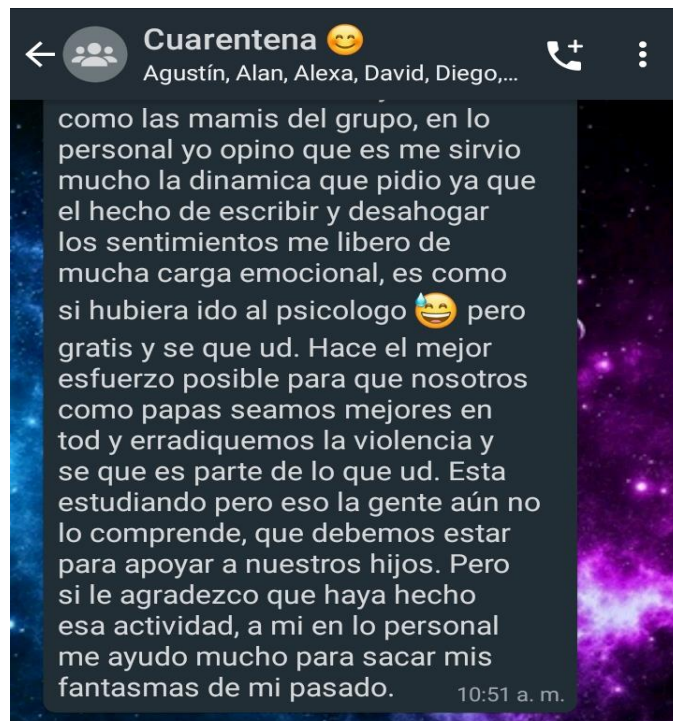 Cuarentena 😊
Agustín, Alan, Alexa, David, Diego,...
como las mamis del grupo, en lo
personal yo opino que es me sirvio
mucho la dinamica que pidio ya que
el hecho de escribir y desahogar
los sentimientos me libero de
mucha carga emocional, es como
si hubiera ido al psicologo 😅 pero
gratis y se que ud. Hace el mejor
esfuerzo posible para que nosotros
como papas seamos mejores en
tod y erradiquemos la violencia y
se que es parte de lo que ud. Esta
estudiando pero eso la gente aún no
lo comprende, que debemos estar
para apoyar a nuestros hijos. Pero
si le agradezco que haya hecho
esa actividad, a mi en lo personal
me ayudo mucho para sacar mis
fantasmas de mi pasado.
10:51 a. m.